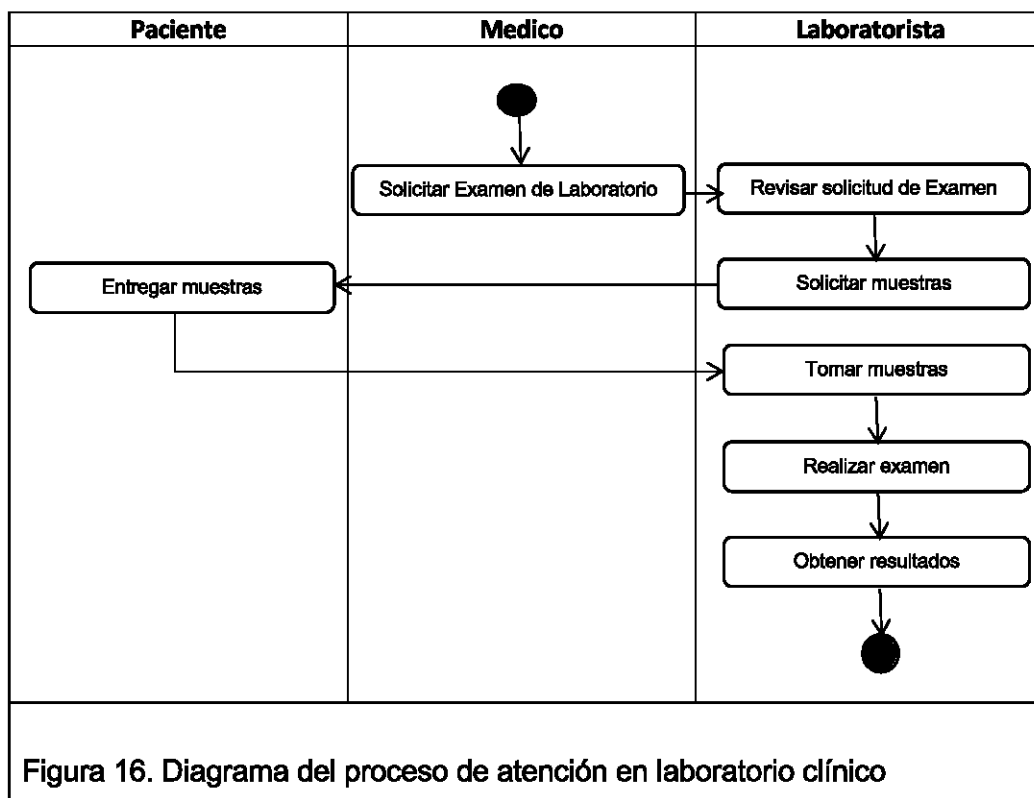 Paciente
Medico
Laboratorista
Solicitar Examen de Laboratorio
Revisar solicitud de Examen
Entregar muestras
Solicitar muestras
Tomar muestras
Realizar examen
Obtener resultados
Figura 16. Diagrama del proceso de atención en laboratorio clínico